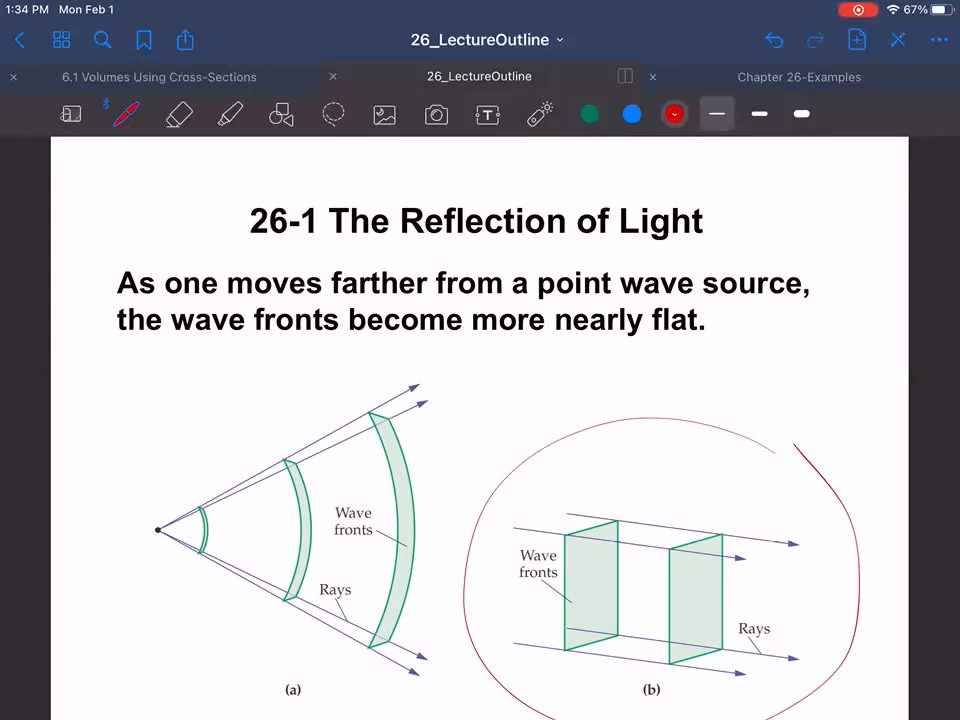 1:34 PM Mon Feb 1
67%
26_LectureOutline
6.1 Volumes Using Cross-Sections
26_LectureOutline
Chapter 26-Examples
T
26-1 The Reflection of Light
As one moves farther from a point wave source,
the wave fronts become more nearly flat.
Wave
fronts
Rays
(a)
Wave
fronts
Rays
(b)